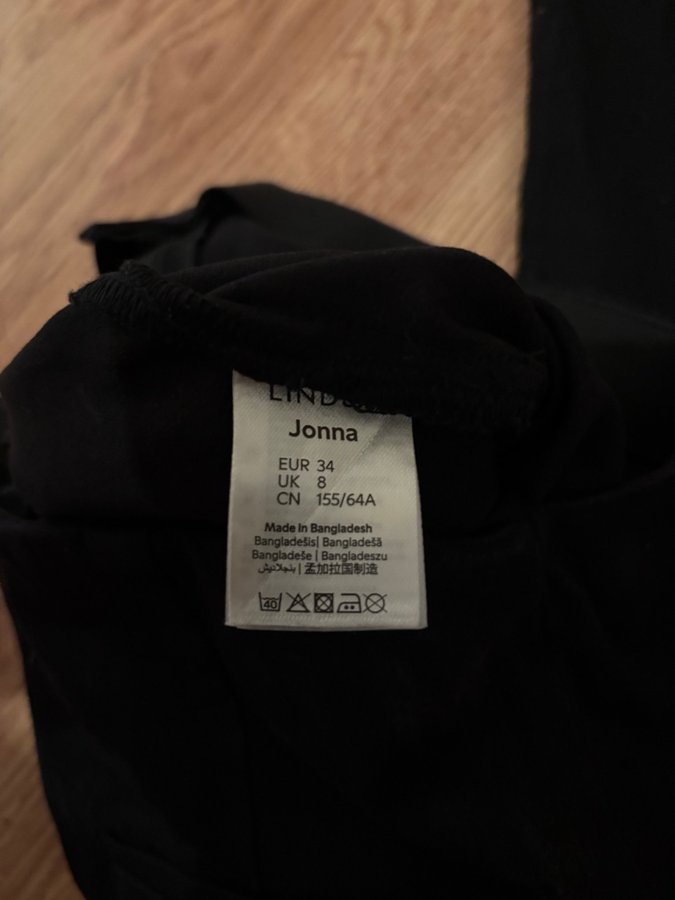 Jonna
EUR 34
UK 8
CN 155/64A
Made in Bangladesh
Bangladešis| Bangladešā
Bangladeše | Bangladeszu
بنجلاديش | 孟加拉国制造
40